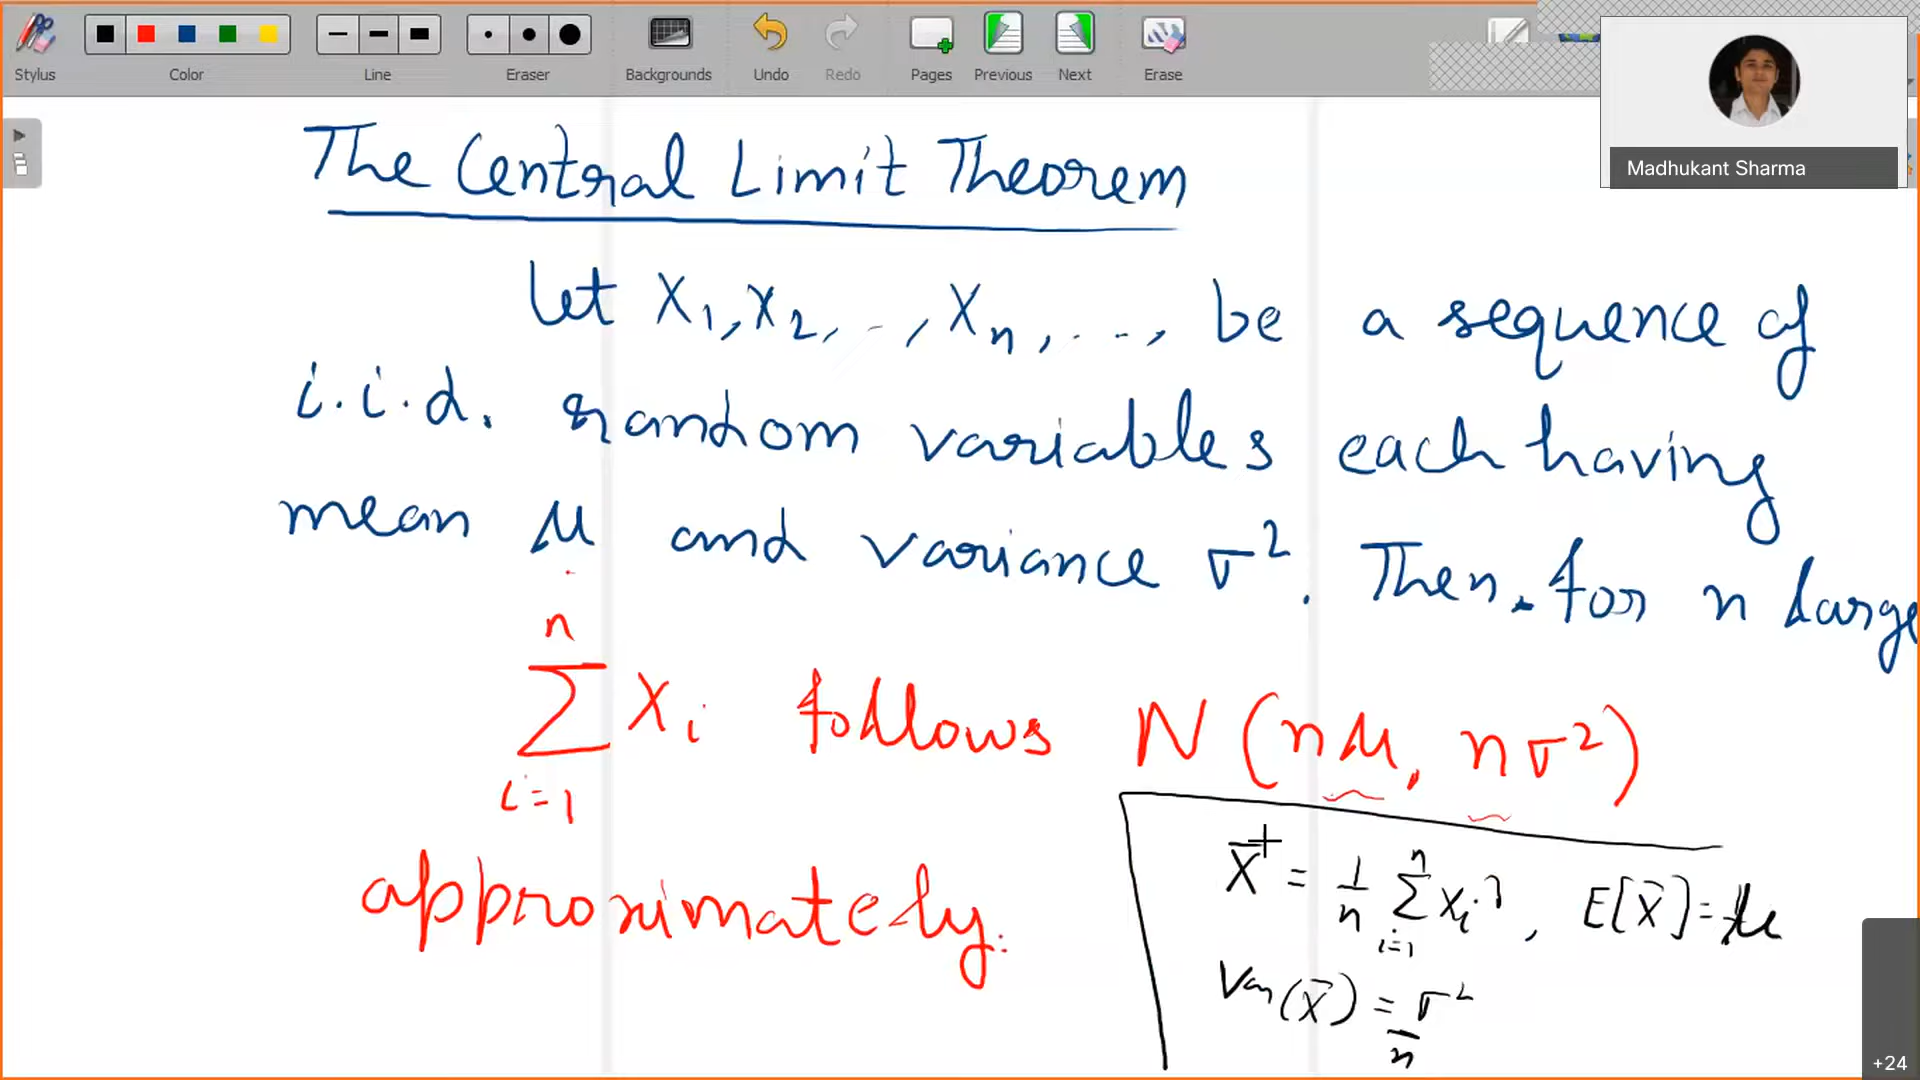 Stylus
Color
Line
Eraser
Backgrounds
Undo
Redo
Pages
Previous
Next
Erase
Madhukant Sharma
The Central Limit Theorem
Let X₁, X₂, .., Xₙ, ..., be a sequence of
i.i.d. random variables each having
mean μ and variance σ². Then for n large
∑ᵢ₌₁ⁿ Xᵢ follows N(nμ, nσ²)
approximately.
X̄ = 1/n ∑ᵢ₌₁ⁿ Xᵢ, E[X̄] = μ
Var(X̄) = σ²/n
+24